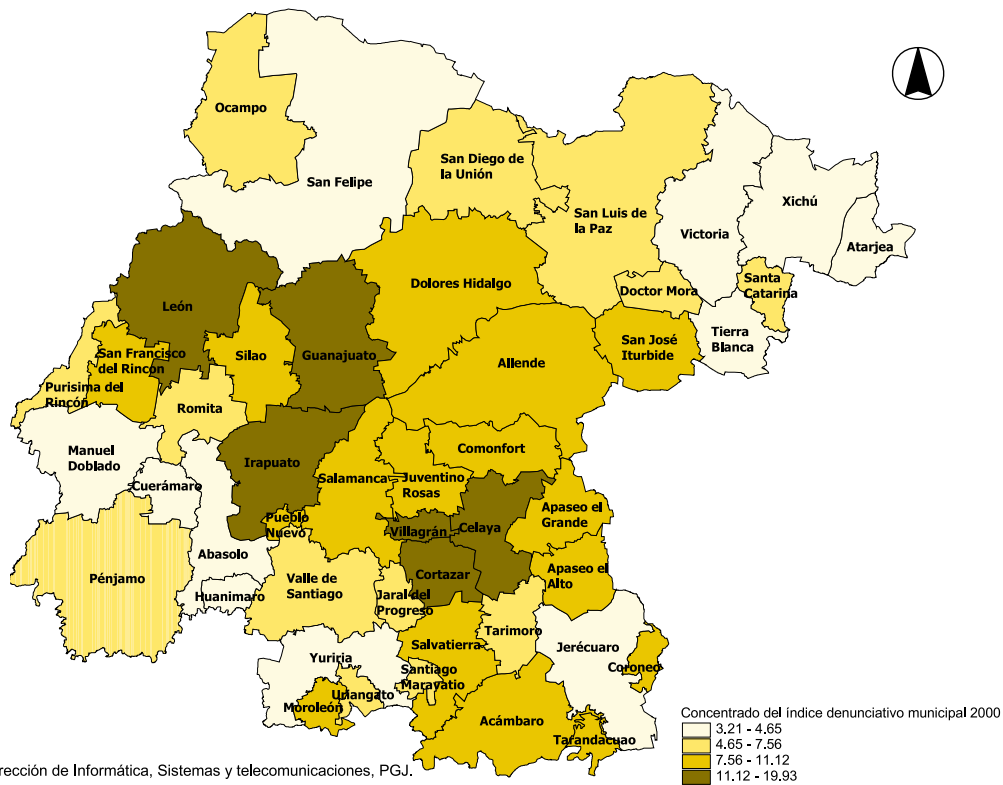 Ocampo
San Felipe
San Diego de
la Unión
San Luis de
la Paz
Victoria
Xichú
Atarjea
Santa
Catarina
Doctor Mora
Tierra
Blanca
San José
Iturbide
Dolores Hidalgo
León
Guanajuato
Silao
San Francisco
del Rincón
Purisima del
Rincón
Romita
Allende
Manuel
Doblado
Cuerámaro
Irapuato
Salamanca
Comonfort
Juventino
Rosas
Pueblo
Nuevo
Villagrán
Celaya
Apaseo el
Grande
Apaseo el
Alto
Abasolo
Pénjamo
Huanimaro
Valle de
Santiago
Cortazar
Jaral del
Progreso
Tarimoro
Salvatierra
Jerécuaro
Coroneo
Yuriria
Santiago
Maravatio
Uriangato
Moroleón
Acámbaro
Tarandacuao
Concentrado del índice denunciativo municipal 2000
3.21 - 4.65
4.65 - 7.56
7.56 - 11.12
11.12 - 19.93
rección de Informática, Sistemas y telecomunicaciones, PGJ.